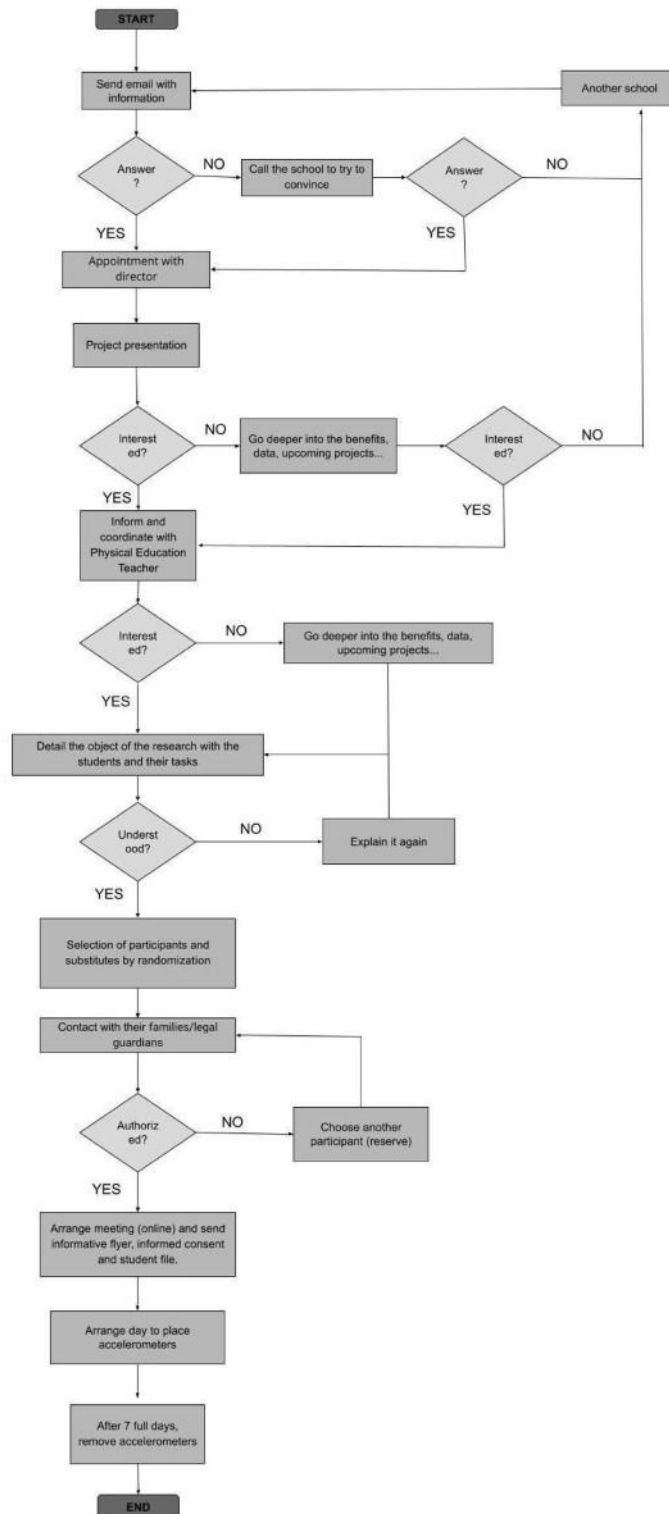 START
Send email with
information
Another school
Answer
?
NO
Call the school to try to
convince
Answer
?
NO
YES
YES
Appointment with
director
Project presentation
Interest
ed?
NO
Go deeper into the benefits,
data, upcoming projects...
Interest
ed?
NO
YES
YES
Inform and
coordinate with
Physical Education
Teacher
Interest
ed?
NO
Go deeper into the benefits, data,
upcoming projects...
YES
Detail the object of the research with the
students and their tasks
Underst
ood?
NO
Explain it again
YES
Selection of participants and
substitutes by randomization
Contact with their families/legal
guardians
Authoriz
ed?
NO
Choose another
participant (reserve)
YES
Arrange meeting (online) and send
informative flyer, informed consent
and student file.
Arrange day to place
accelerometers
After 7 full days,
remove accelerometers
END